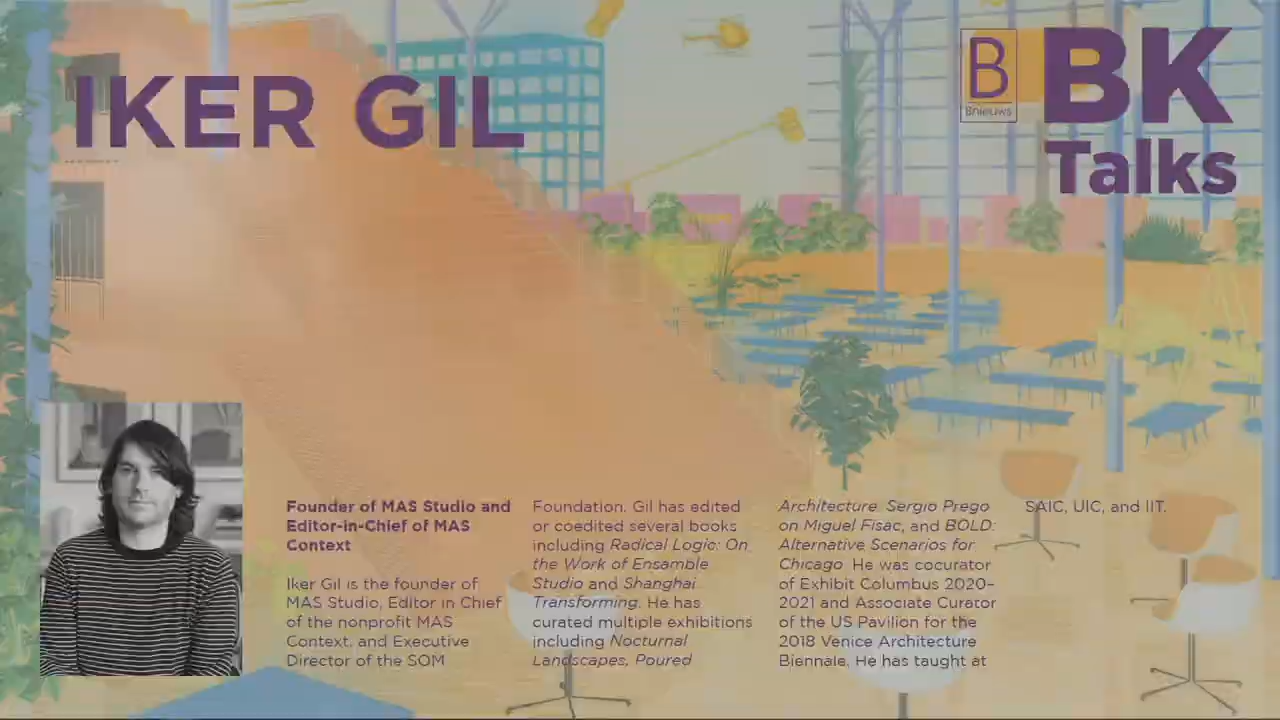 IKER GIL
B
Bnieuws
BK
Talks
Founder of MAS Studio and
Editor-in-Chief of MAS
Context
Iker Gil is the founder of
MAS Studio, Editor in Chief
of the nonprofit MAS
Context, and Executive
Director of the SOM
Foundation. Gil has edited
or coedited several books
including Radical Logic: On
the Work of Ensamble
Studio and Shanghai
Transforming. He has
curated multiple exhibitions
including Nocturnal
Landscapes, Poured
Architecture: Sergio Prego
on Miguel Fisac, and BOLD:
Alternative Scenarios for
Chicago. He was cocurator
of Exhibit Columbus 2020–
2021 and Associate Curator
of the US Pavilion for the
2018 Venice Architecture
Biennale. He has taught at
SAIC, UIC, and IIT.